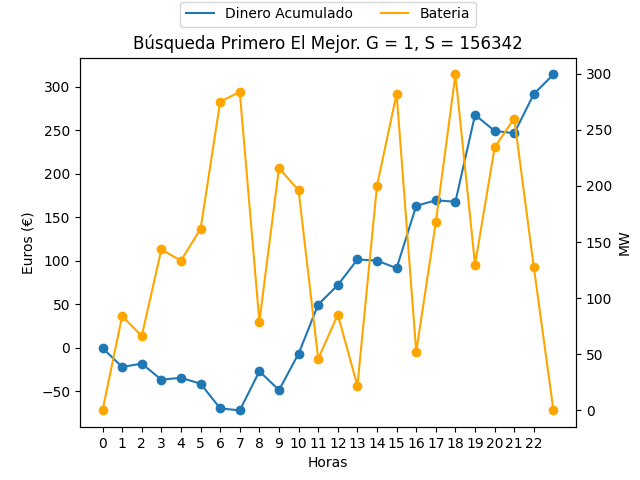 Dinero Acumulado Bateria
Búsqueda Primero El Mejor. G = 1, S = 156342
300
250
200
150
100
50
0
−50
Euros (€)
300
250
200
150
100
50
0
MW
0 1 2 3 4 5 6 7 8 9 10 11 12 13 14 15 16 17 18 19 20 21 22
Horas